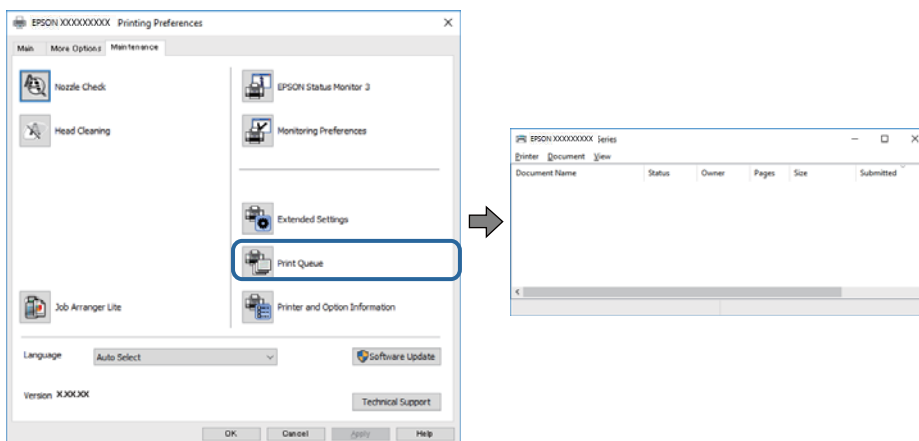 EPSON XXXXXXXXX Printing Preferences
Main More Options Maintenance
Nozzle Check
EPSON Status Monitor 3
Head Cleaning
Monitoring Preferences
Extended Settings
Print Queue
Job Arranger Lite
Printer and Option Information
Language Auto Select
Software Update
Version X.XX.XX
Technical Support
OK Cancel Apply Help
EPSON XXXXXXXXX Series
Printer Document View
Document Name Status Owner Pages Size Submitted